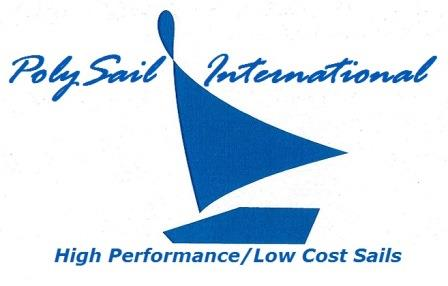 PolySail International
High Performance/Low Cost Sails